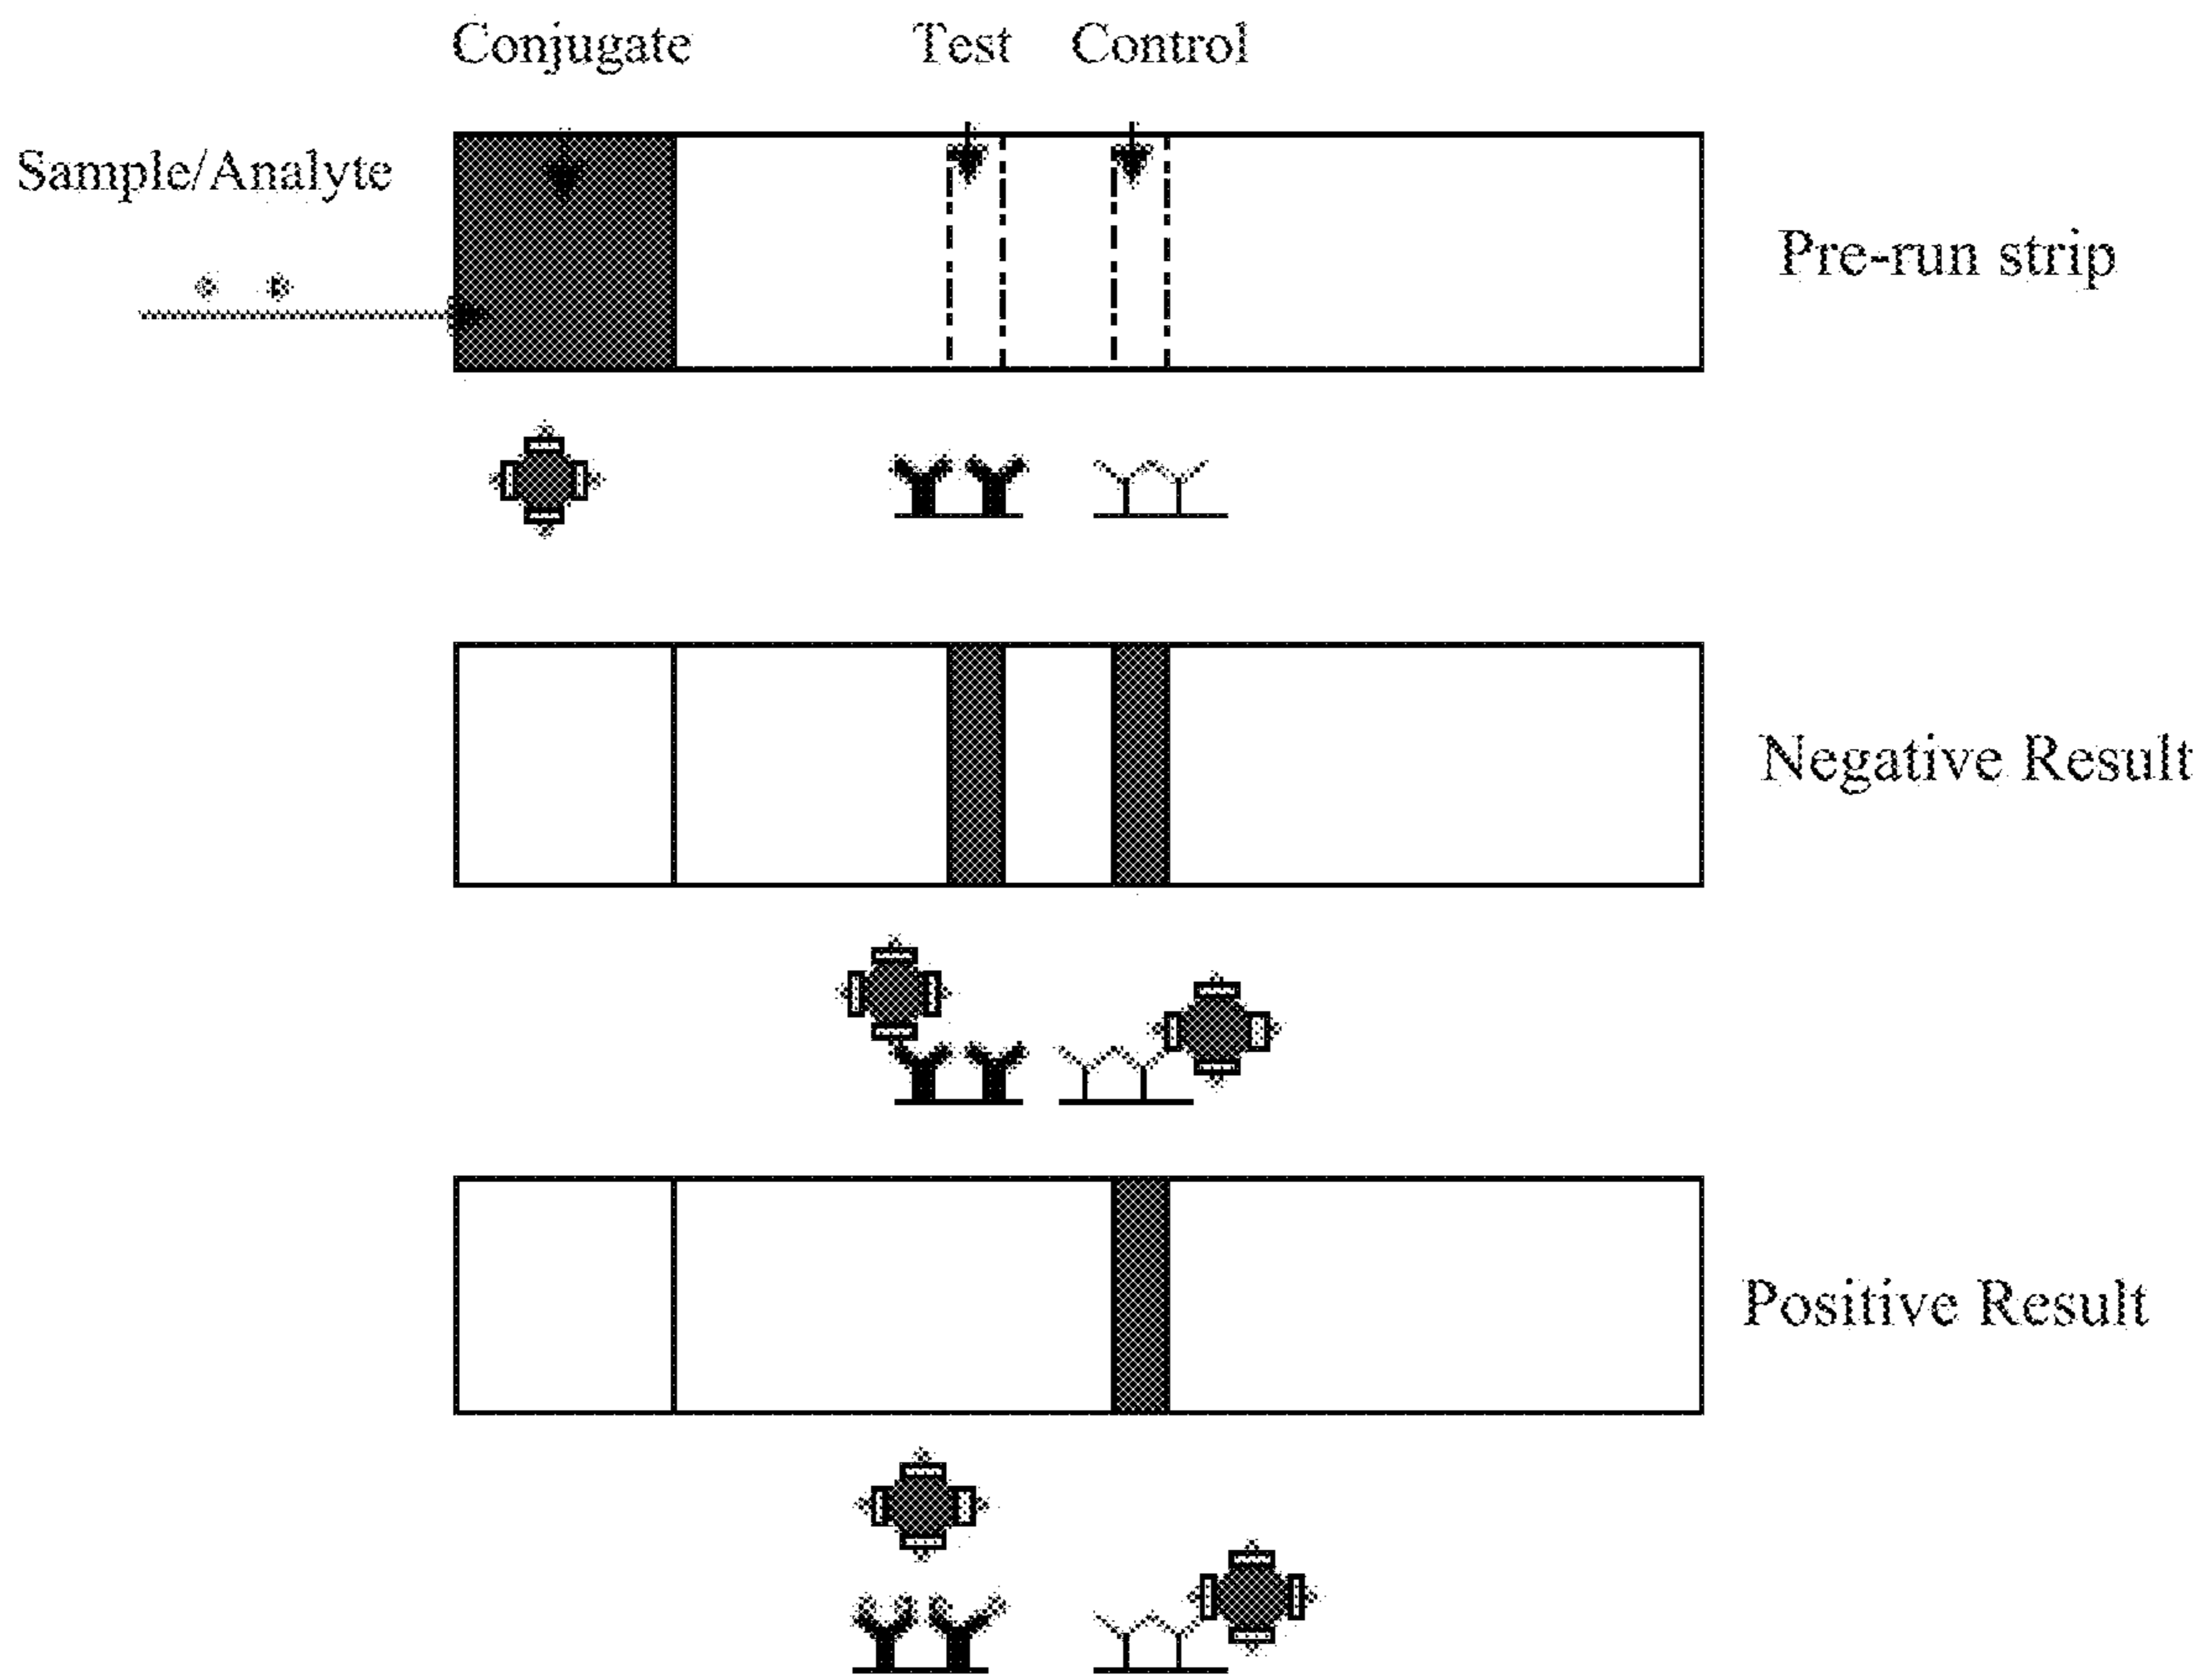 Conjugate
Test
Control
Sample/Analyte
Pre-run strip
Negative Result
Positive Result